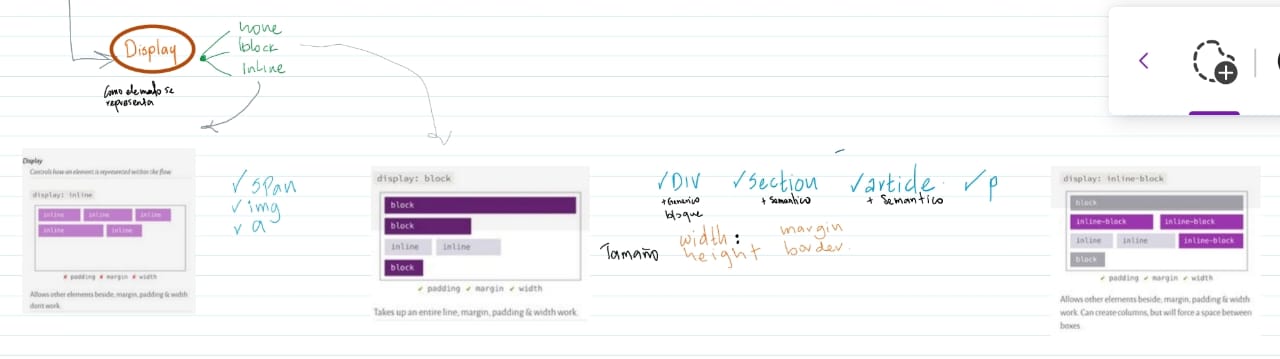 Display
none
block
inline
Como elemento se
representa
Display
Controls how an element is represented within the flow
display: inline
inline inline inline
inline inline
✗ padding ✗ margin ✗ width
Allows other elements beside, margin, padding & width
dont work.
✓ span
✓ img
✓ a
display: block
block
block
inline inline
block
✓ padding ✓ margin ✓ width
Takes up an entire line, margin, padding & width work.
✓ DIV ✓ section ✓ article. ✓ p
+ Generico + Semantico + Semantico
bloque
Tamaño width : margin
height border.
display: inline-block
block
inline-block inline-block
inline inline inline-block
block
✓ padding ✓ margin ✓ width
Allows other elements beside, margin, padding & width
work. Can create columns, but will force a space between
boxes.